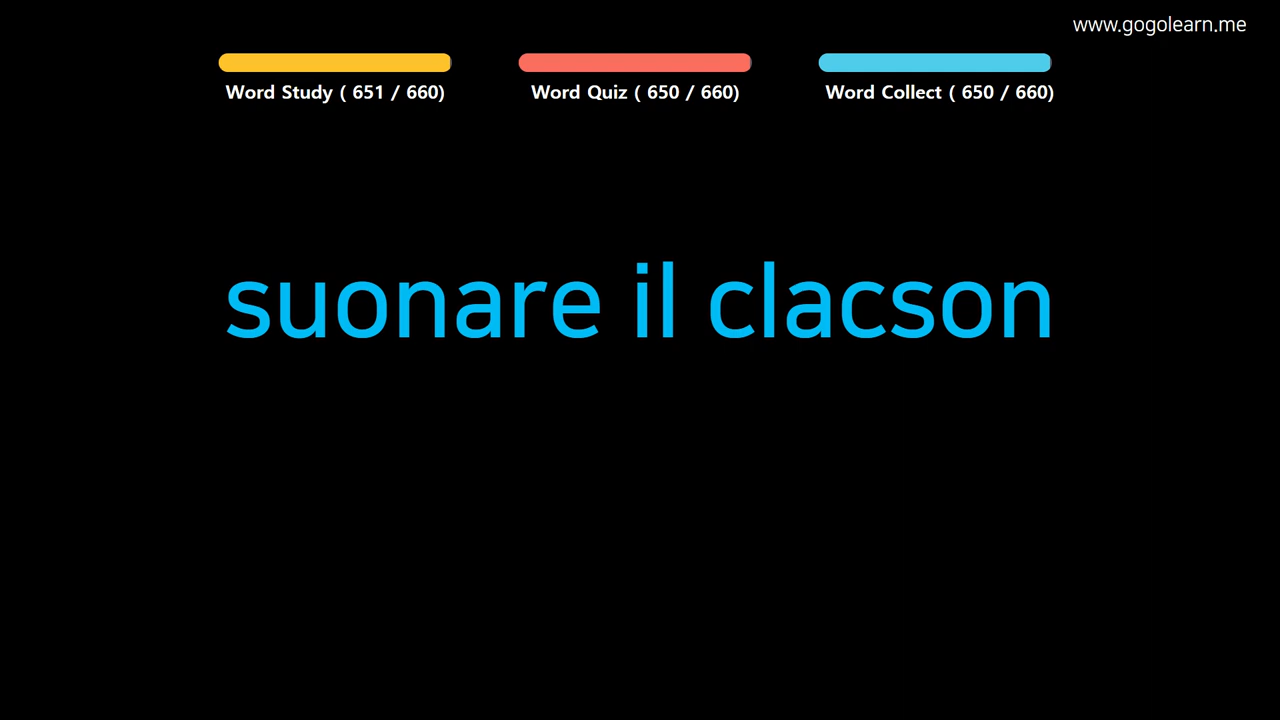 www.gogolearn.me
Word Study ( 651 / 660)
Word Quiz ( 650 / 660)
Word Collect ( 650 / 660)
suonare il clacson